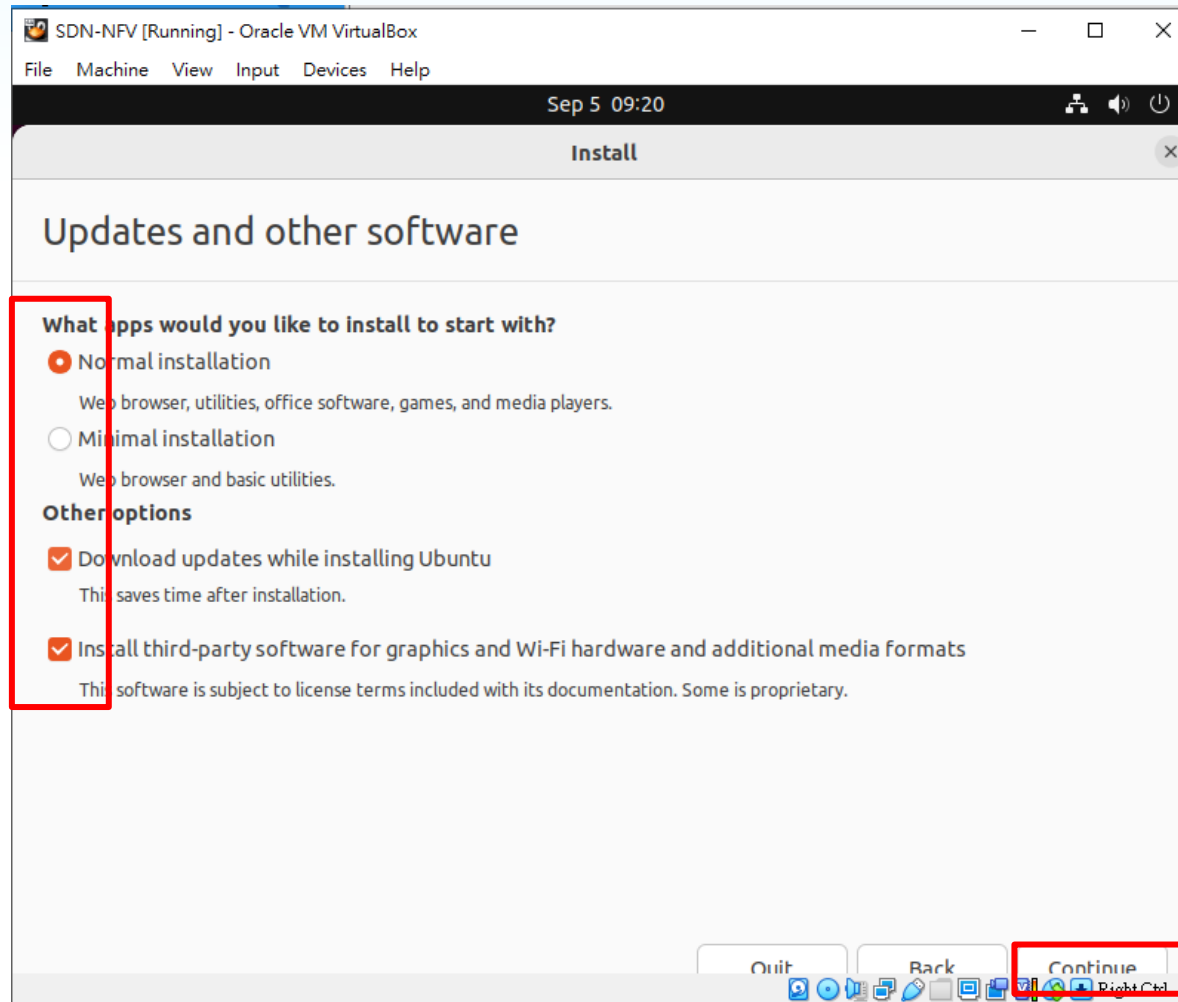 SDN-NFV [Running] - Oracle VM VirtualBox
File Machine View Input Devices Help
Sep 5 09:20
Install
Updates and other software
What apps would you like to install to start with?
Normal installation
Web browser, utilities, office software, games, and media players.
Minimal installation
Web browser and basic utilities.
Other options
Download updates while installing Ubuntu
This saves time after installation.
Install third-party software for graphics and Wi-Fi hardware and additional media formats
This software is subject to license terms included with its documentation. Some is proprietary.
Quit Back Continue
Right Ctrl